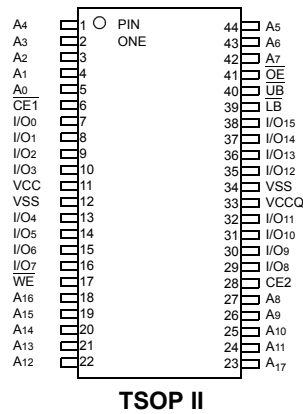 A4 1 PIN 44 A5
A3 2 ONE 43 A6
A2 3 42 A7
A1 4 41 OE
A0 5 40 UB
CE1 6 39 LB
I/O0 7 38 I/O15
I/O1 8 37 I/O14
I/O2 9 36 I/O13
I/O3 10 35 I/O12
VCC 11 34 VSS
VSS 12 33 VCCQ
I/O4 13 32 I/O11
I/O5 14 31 I/O10
I/O6 15 30 I/O9
I/O7 16 29 I/O8
WE 17 28 CE2
A16 18 27 A8
A15 19 26 A9
A14 20 25 A10
A13 21 24 A11
A12 22 23 A17
TSOP II